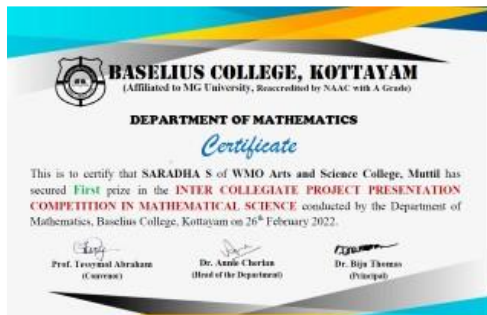 BASELIUS COLLEGE, KOTTAYAM
(Affiliated to MG University, Reaccredited by NAAC with A Grade)
DEPARTMENT OF MATHEMATICS
Certificate
This is to certify that SARADHA S of WMO Arts and Science College, Muttil has
secured First prize in the INTER COLLEGIATE PROJECT PRESENTATION
COMPETITION IN MATHEMATICAL SCIENCE conducted by the Department of
Mathematics, Baselius College, Kottayam on 26th February 2022.
Prof. Tessymol Abraham Dr. Annie Cherian Dr. Biju Thomas
(Convenor) (Head of the Department) (Principal)